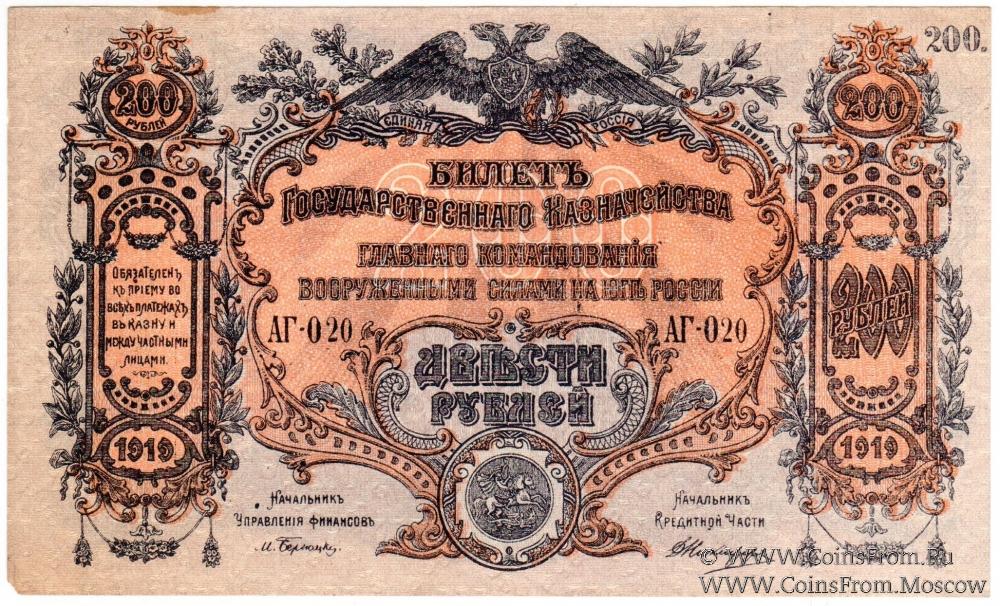 200.
200
РУБЛЕЙ
200
ЕДИНАЯ РОССІЯ
200
БИЛЕТЪ
ГОСУДАРСТВЕННАГО КАЗНАЧЕЙСТВА
ГЛАВНАГО КОМАНДОВАНІЯ
ВООРУЖЕННЫМИ СИЛАМИ НА ЮГѢ РОССІИ
ОБЯЗАТЕЛЕНЪ
КЪ ПРІЕМУ ВО
ВСѢХЪ ПЛАТЕЖАХЪ
ВЪ КАЗНУ И
МЕЖДУ ЧАСТНЫМИ
ЛИЦАМИ.
АГ-020 АГ-020
200
РУБЛЕЙ
ДВѢСТИ
РУБЛЕЙ
1919 1919
НАЧАЛЬНИКЪ
УПРАВЛЕНІЯ ФИНАНСОВЪ
М. Бернацкі
НАЧАЛЬНИКЪ
КРЕДИТНОЙ ЧАСТИ
© WWW.CoinsFrom.Ru
WWW.CoinsFrom.Moscow